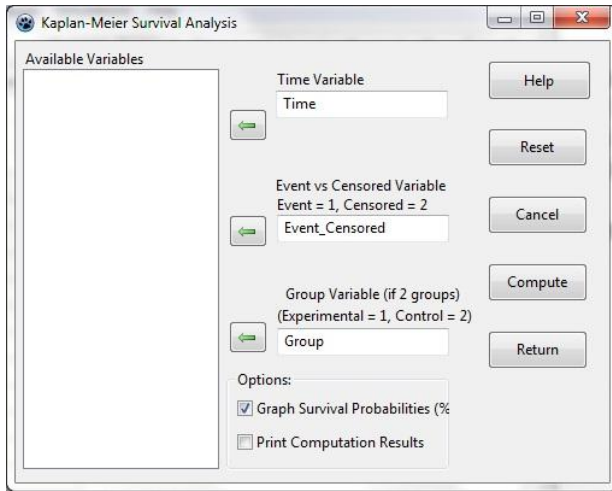 Kaplan-Meier Survival Analysis
Available Variables
Time Variable
Time
Event vs Censored Variable
Event = 1, Censored = 2
Event_Censored
Group Variable (if 2 groups)
(Experimental = 1, Control = 2)
Group
Options:
Graph Survival Probabilities (%
Print Computation Results
Help
Reset
Cancel
Compute
Return